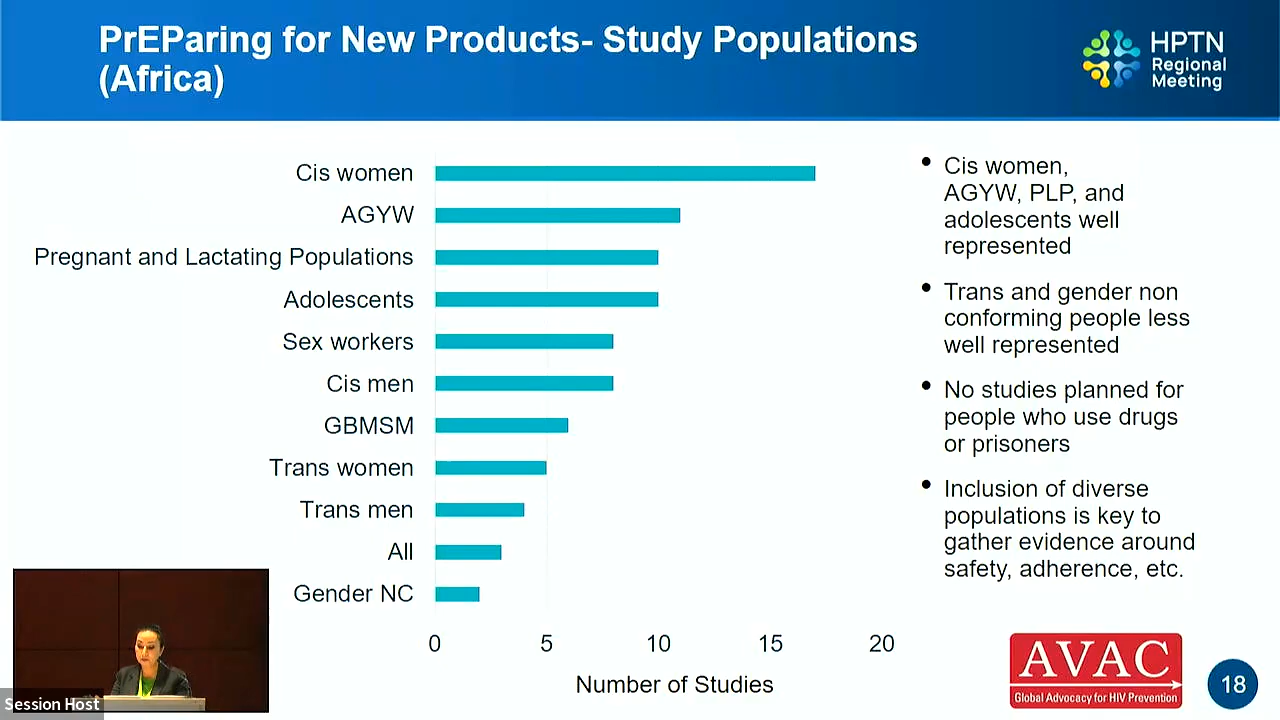 PrEParing for New Products- Study Populations
(Africa)
HPTN
Regional
Meeting
Cis women
AGYW
Pregnant and Lactating Populations
Adolescents
Sex workers
Cis men
GBMSM
Trans women
Trans men
All
Gender NC
0 5 10 15 20
Number of Studies
• Cis women,
AGYW, PLP, and
adolescents well
represented
• Trans and gender non
conforming people less
well represented
• No studies planned for
people who use drugs
or prisoners
• Inclusion of diverse
populations is key to
gather evidence around
safety, adherence, etc.
AVAC
Global Advocacy for HIV Prevention
18
Session Host